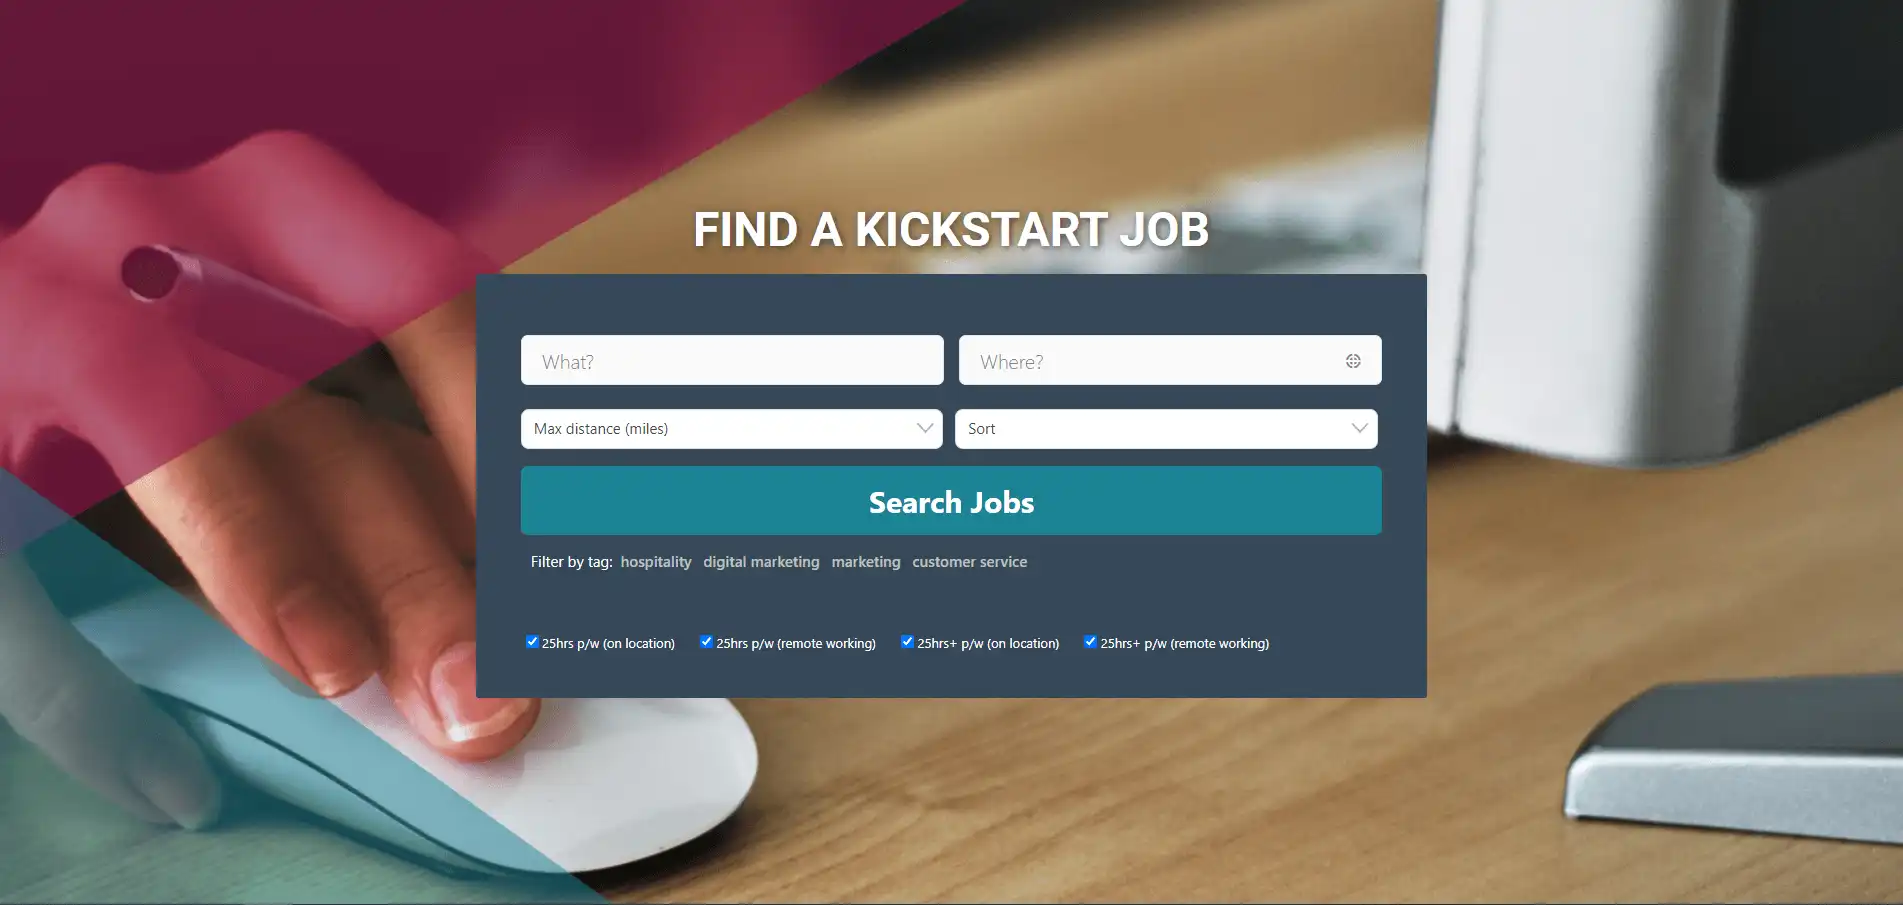 FIND A KICKSTART JOB
What?
Where?
Max distance (miles)
Sort
Search Jobs
Filter by tag: hospitality digital marketing marketing customer service
25hrs p/w (on location) 25hrs p/w (remote working) 25hrs+ p/w (on location) 25hrs+ p/w (remote working)